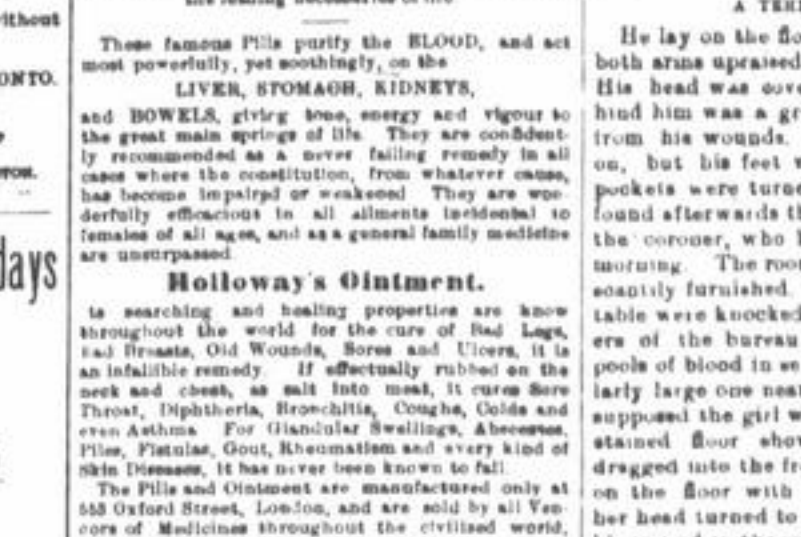 ithout
ONTO.
days
These famous Pills purify the BLOOD, and act
most powerfully, yet soothingly, on the
LIVER, STOMACH, KIDNEYS,
and BOWELS, giving tone, energy and vigour to
the great main springs of life. They are confident-
ly recommended as a never failing remedy in all
cases where the constitution, from whatever cause,
has become impaired or weakened They are won-
derfully efficacious in all ailments incidental to
females of all ages, and as a general family medicine
are unsurpassed
Holloway's Ointment.
Its searching and healing properties are know
throughout the world for the cure of Bad Legs,
Bad Breasts, Old Wounds, Sores and Ulcers, it is
an infallible remedy. If effectually rubbed on the
neck and chest, as salt into meat, it cures Sore
Throat, Diphtheria, Bronchitis, Coughs, Colds and
even Asthma For Glandular Swellings, Abscesses,
Piles, Fistulas, Gout, Rheumatism and every kind of
Skin Diseases, it has never been known to fail.
The Pills and Ointment are manufactured only at
Oxford Street, London, and are sold by all Ven-
dors of Medicines throughout the civilised world,
A TER
He lay on the flo
both arms upraised
His head was cove
hind him was a gr
from his wounds.
on, but his feet w
pockets were turne
found afterwards th
the coroner, who
morning. The roo
scantily furnished.
table were knocked
ers of the bureau
pools of blood in se
larly large one nea
supposed the girl w
stained floor sho
dragged into the fr
on the floor with
her head turned to